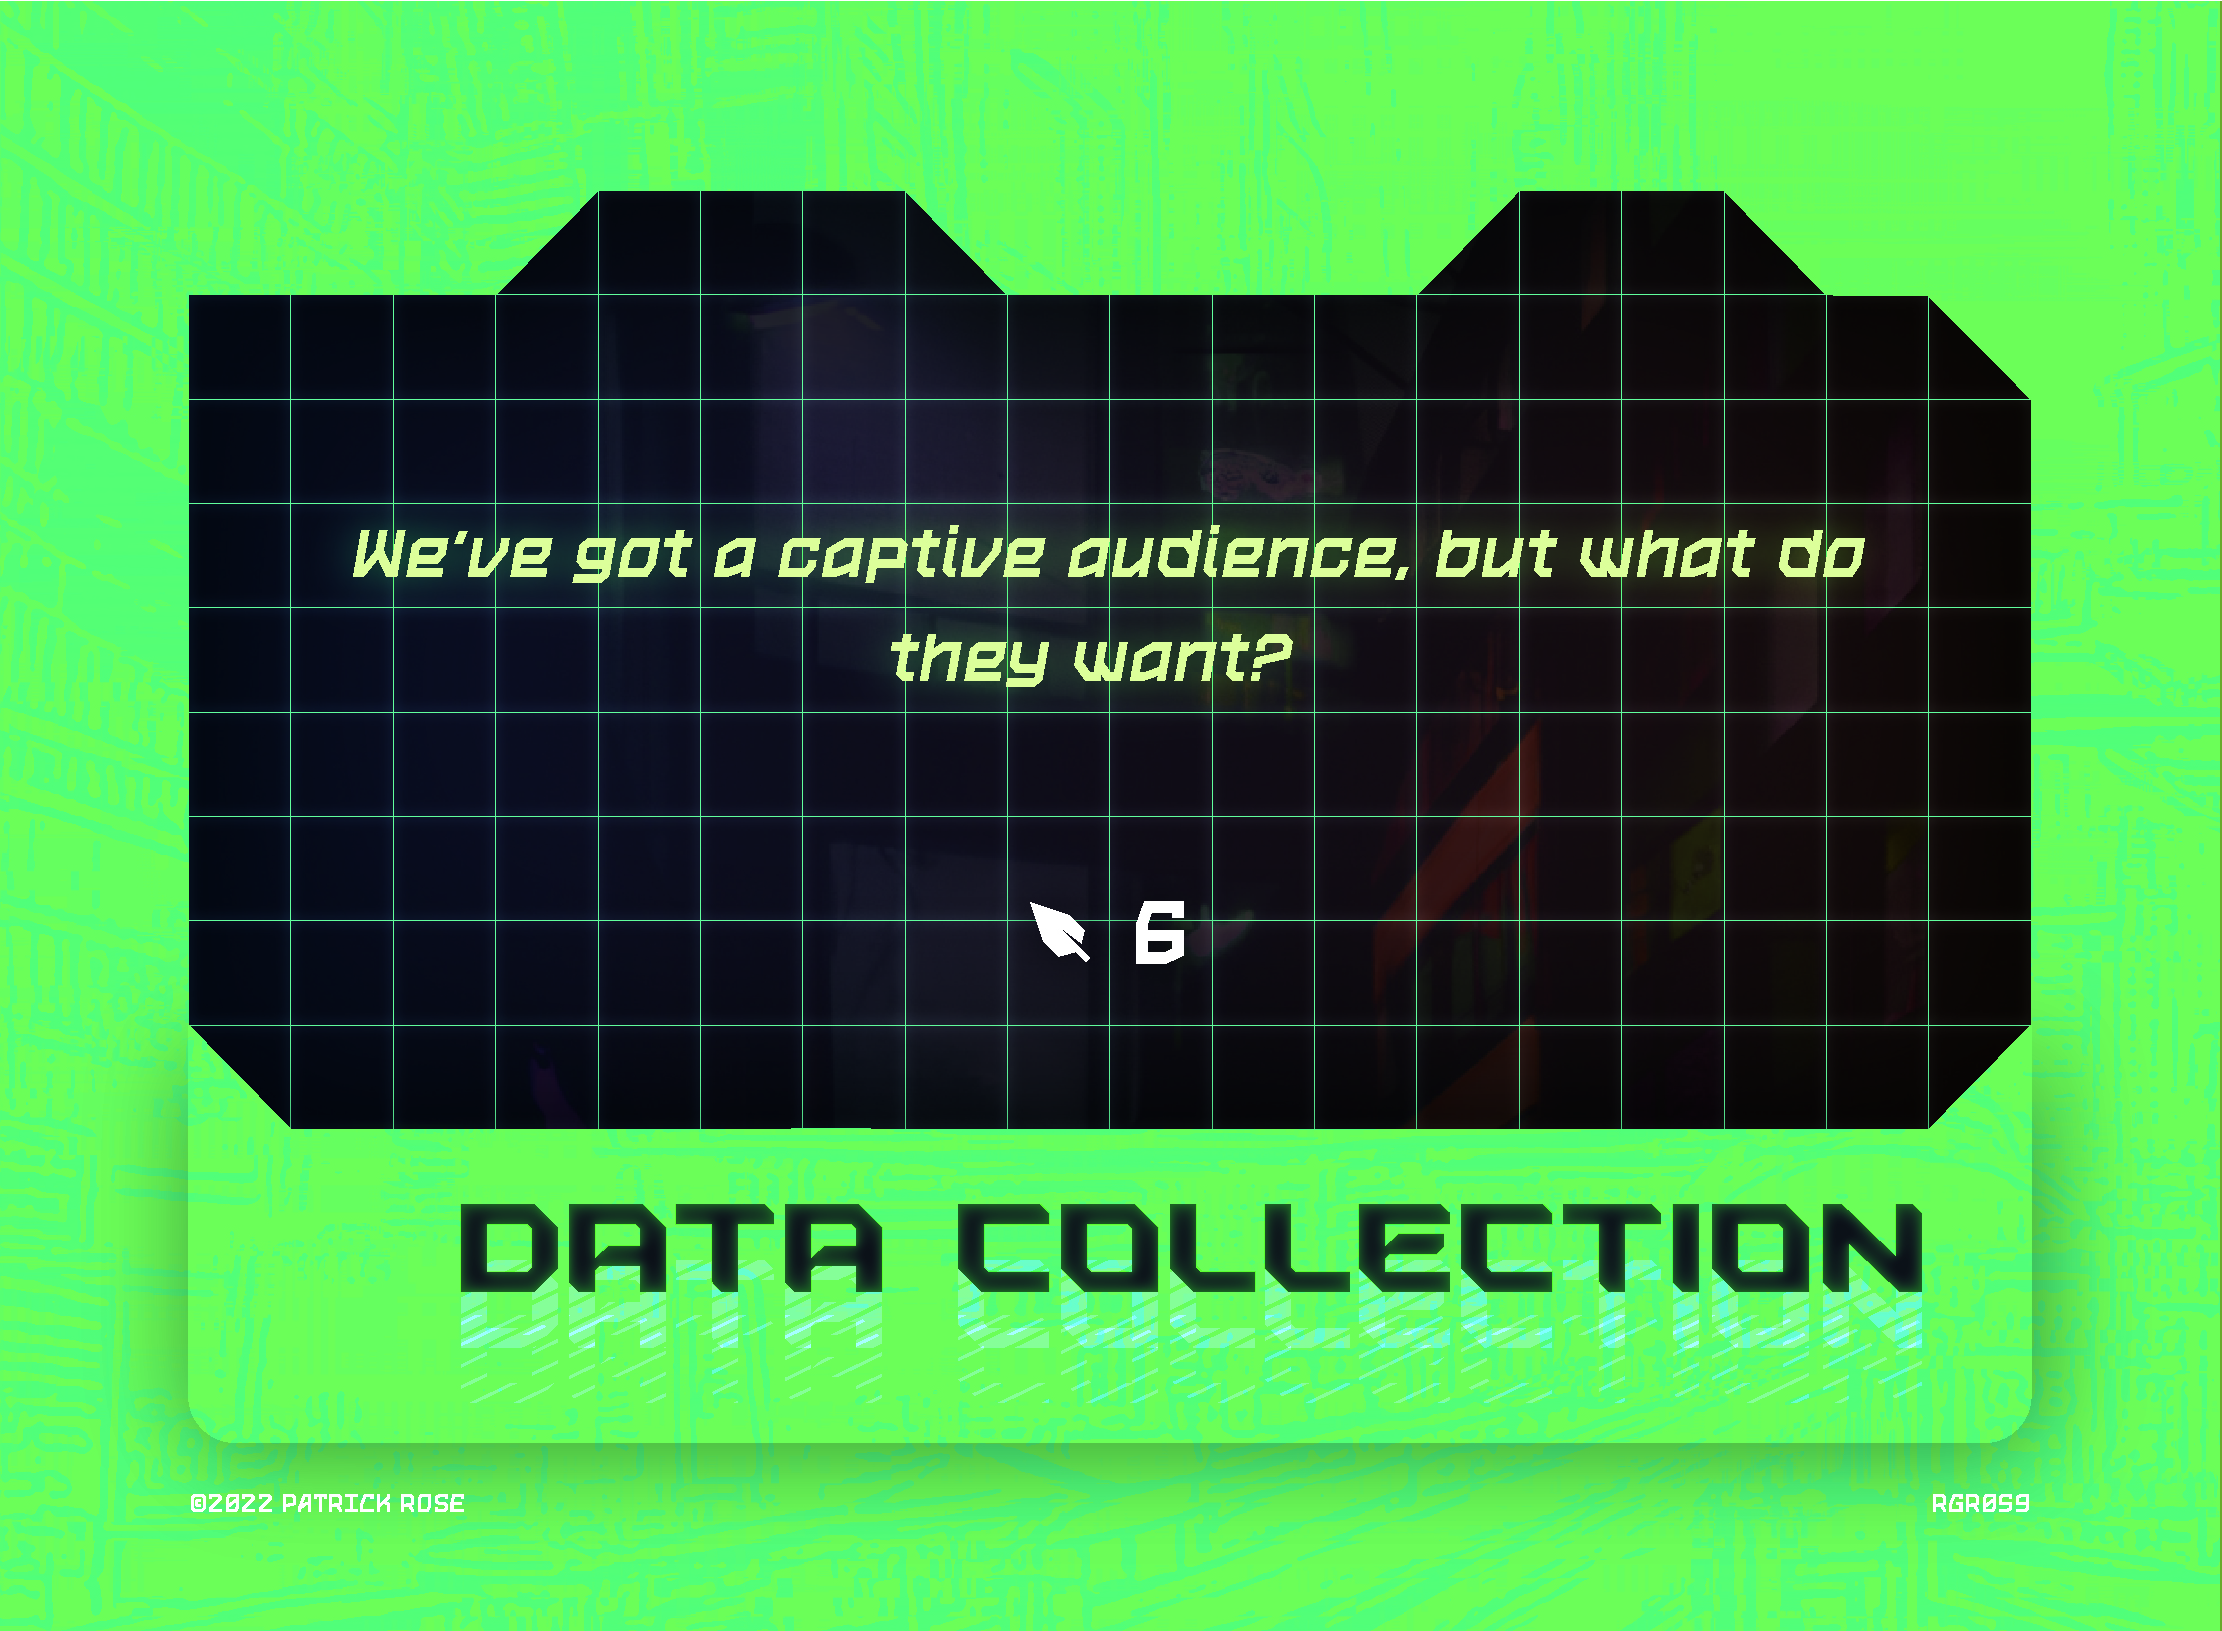 We've got a captive audience, but what do
they want?
6
DATA COLLECTION
©2022 PATRICK ROSE
RGR059